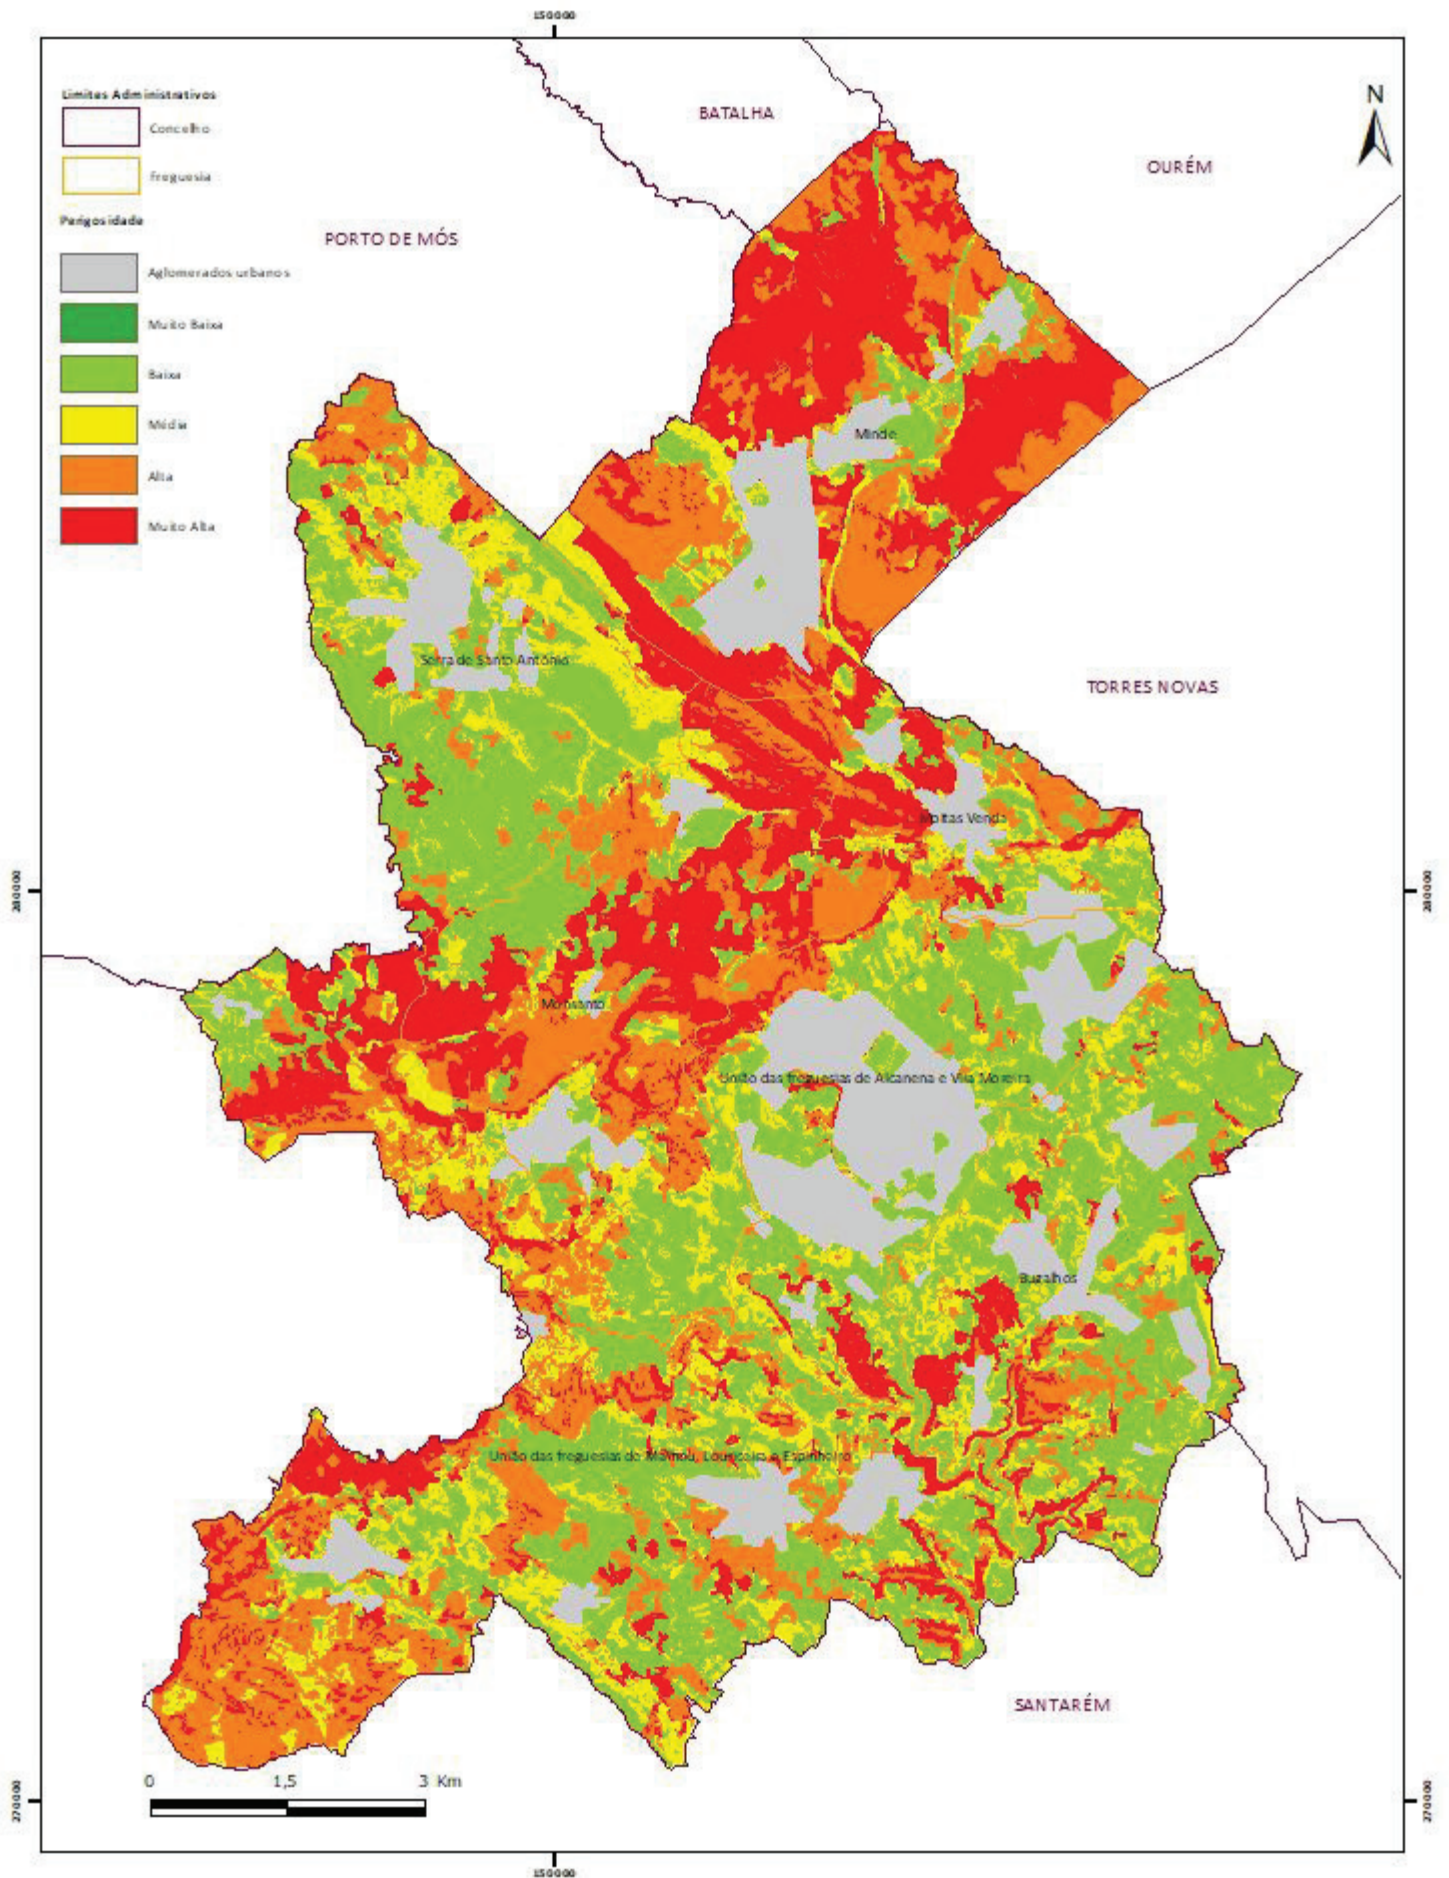 150000
Limites Administrativos
Concelho
Freguesia
Perigosidade
Aglomerados urbanos
Muito Baixa
Baixa
Média
Alta
Muito Alta
BATALHA
N
OURÉM
PORTO DE MÓS
Minde
Serra de Santo António
TORRES NOVAS
Moitas Venda
280000
280000
Monsanto
União das freguesias de Alcanena e Vila Moreira
Bugalhos
União das freguesias de Malhou, Louriceira e Espinheiro
SANTARÉM
0 1,5 3 Km
270000
270000
150000